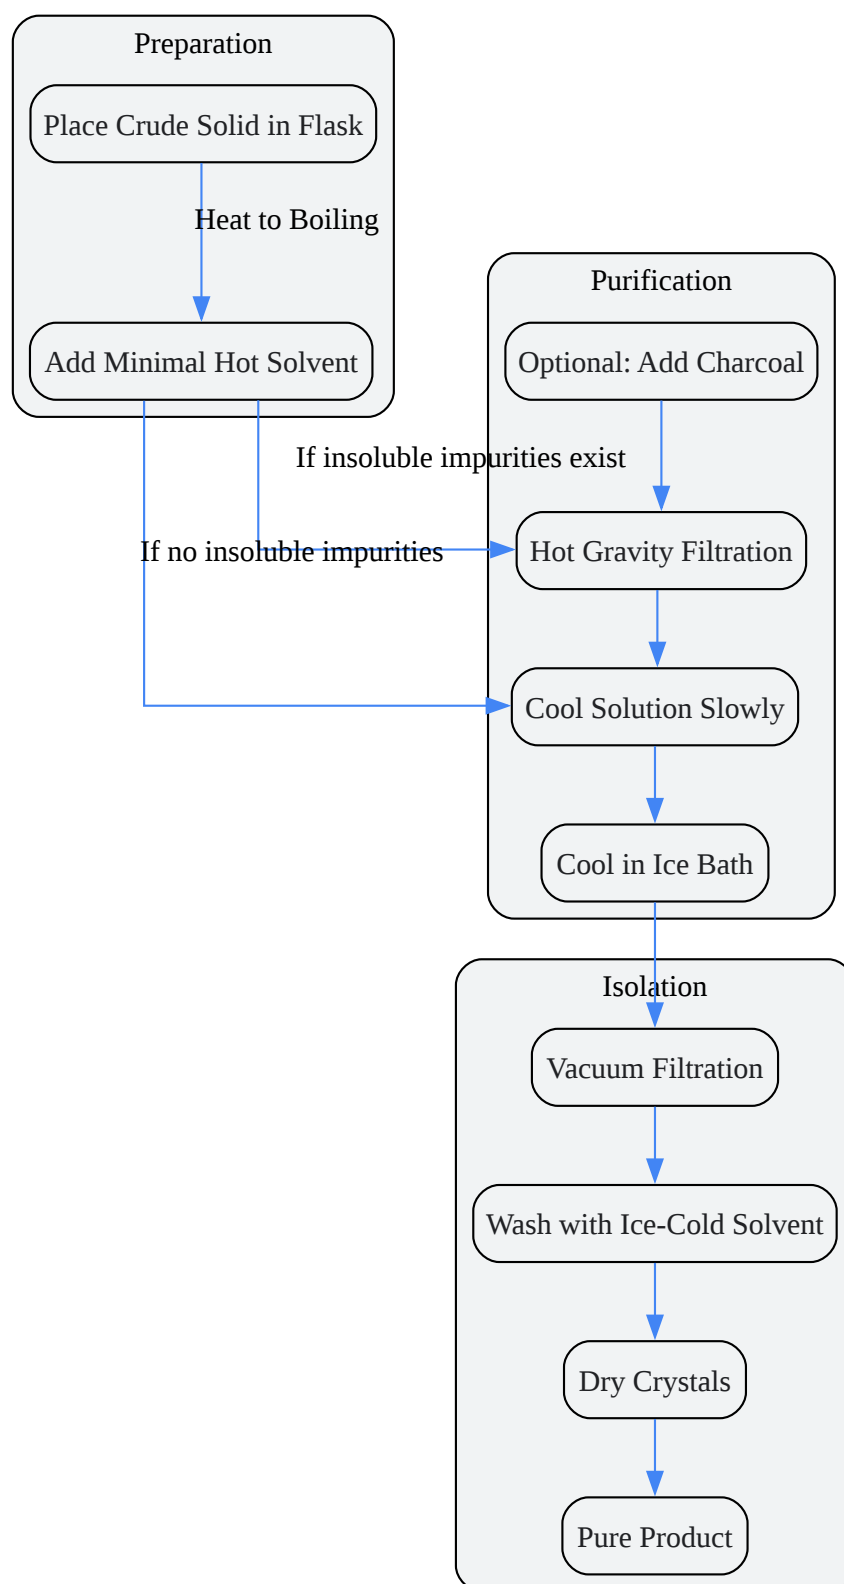 Preparation
Place Crude Solid in Flask
Heat to Boiling
Add Minimal Hot Solvent
Purification
Optional: Add Charcoal
If insoluble impurities exist
If no insoluble impurities
Hot Gravity Filtration
Cool Solution Slowly
Cool in Ice Bath
Isolation
Vacuum Filtration
Wash with Ice-Cold Solvent
Dry Crystals
Pure Product